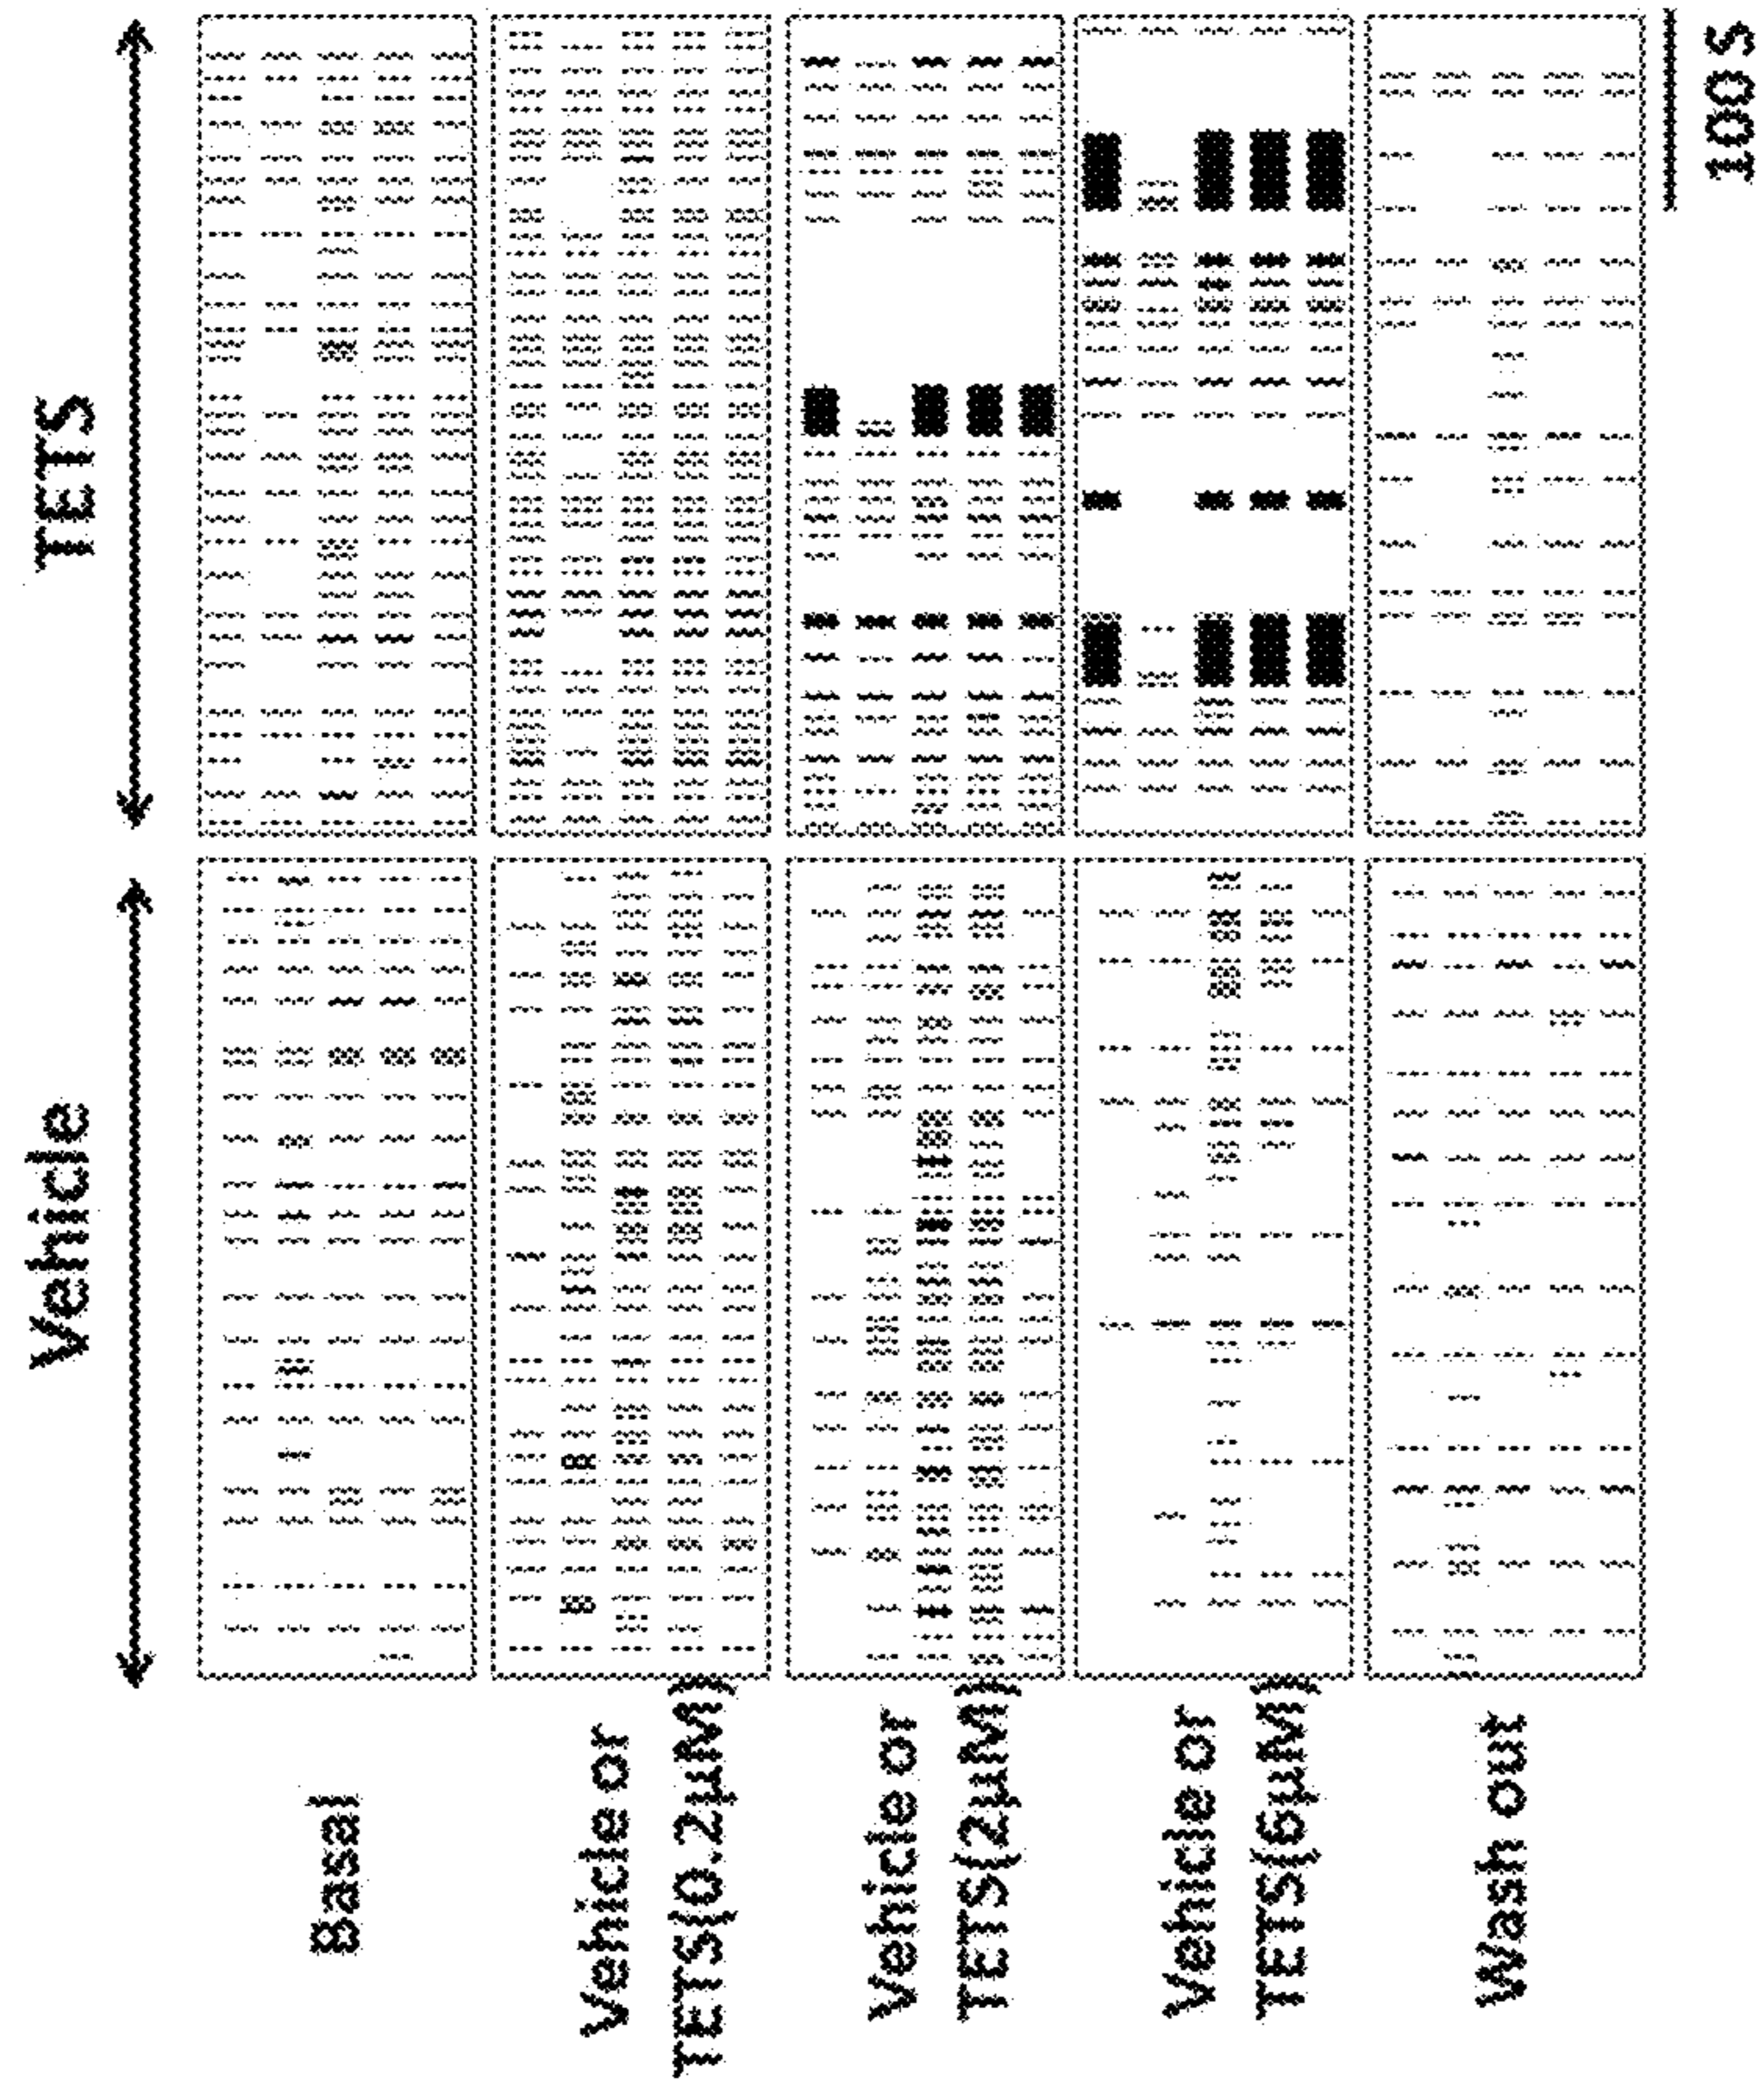 Vehicle
TETS
Basal
Vehicle or
TETS(0.2µM)
Vehicle or
TETS(2µM)
Vehicle or
TETS(6µM)
Wash out
100 S